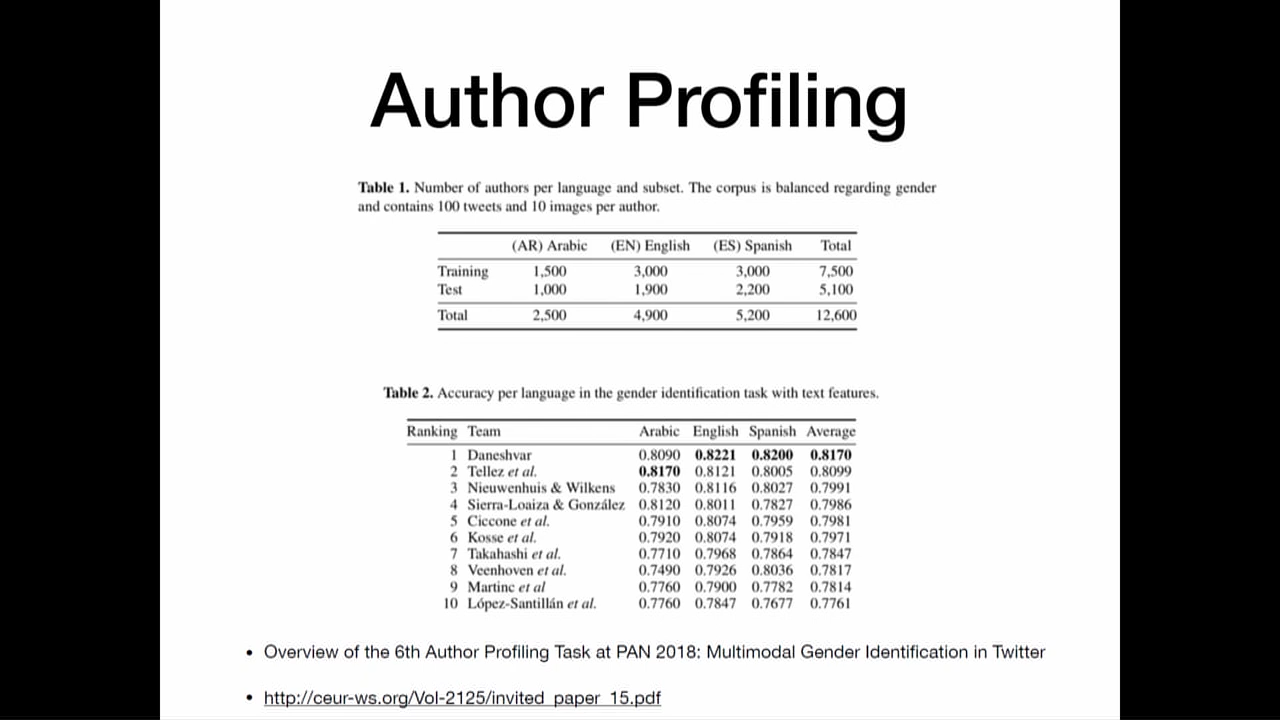 Author Profiling
Table 1. Number of authors per language and subset. The corpus is balanced regarding gender
and contains 100 tweets and 10 images per author.
(AR) Arabic (EN) English (ES) Spanish Total
Training 1,500 3,000 3,000 7,500
Test 1,000 1,900 2,200 5,100
Total 2,500 4,900 5,200 12,600
Table 2. Accuracy per language in the gender identification task with text features.
Ranking Team Arabic English Spanish Average
1 Daneshvar 0.8090 0.8221 0.8200 0.8170
2 Tellez et al. 0.8170 0.8121 0.8005 0.8099
3 Nieuwenhuis & Wilkens 0.7830 0.8116 0.8027 0.7991
4 Sierra-Loaiza & González 0.8120 0.8011 0.7827 0.7986
5 Ciccone et al. 0.7910 0.8074 0.7959 0.7981
6 Kosse et al. 0.7920 0.8074 0.7918 0.7971
7 Takahashi et al. 0.7710 0.7968 0.7864 0.7847
8 Veenhoven et al. 0.7490 0.7926 0.8036 0.7817
9 Martinc et al 0.7760 0.7900 0.7782 0.7814
10 López-Santillán et al. 0.7760 0.7847 0.7677 0.7761
• Overview of the 6th Author Profiling Task at PAN 2018: Multimodal Gender Identification in Twitter
• http://ceur-ws.org/Vol-2125/invited_paper_15.pdf